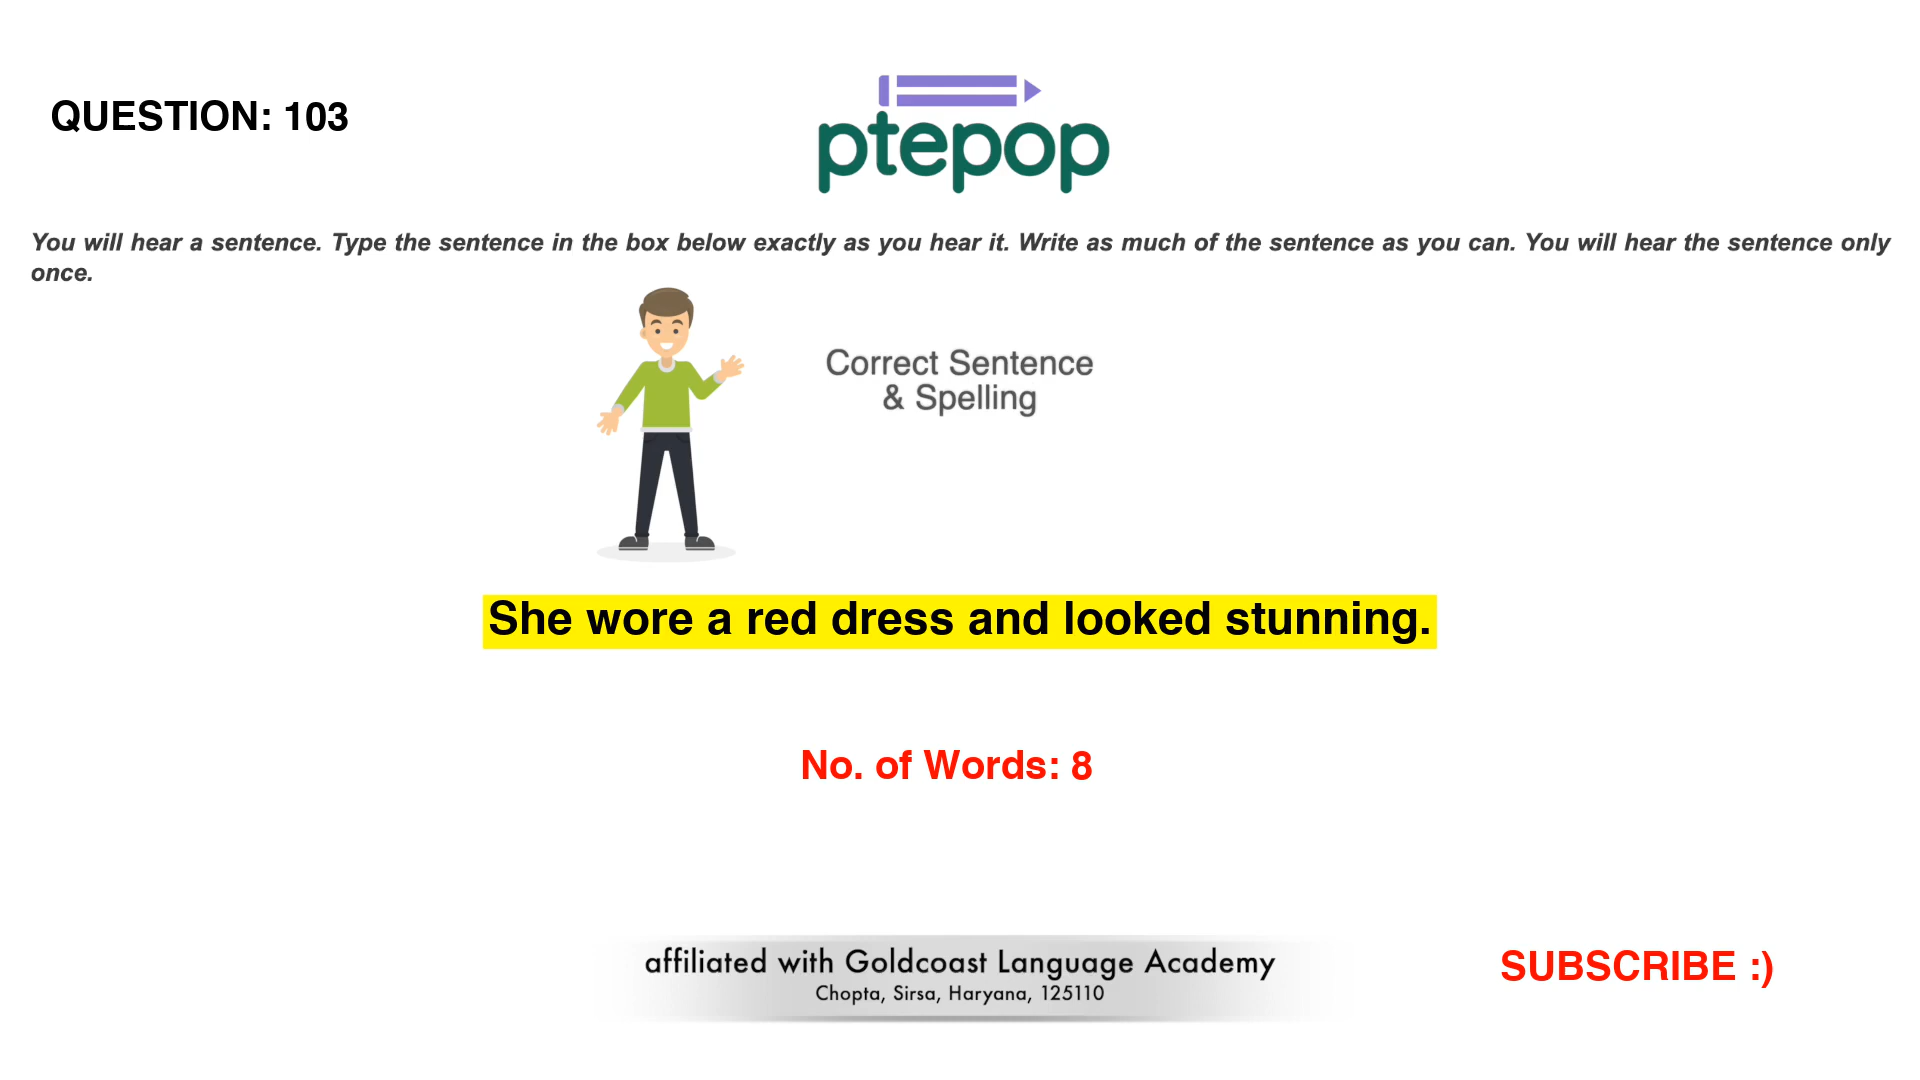 QUESTION: 103
ptepop
You will hear a sentence. Type the sentence in the box below exactly as you hear it. Write as much of the sentence as you can. You will hear the sentence only
once.
Correct Sentence
& Spelling
She wore a red dress and looked stunning.
No. of Words: 8
affiliated with Goldcoast Language Academy
Chopta, Sirsa, Haryana, 125110
SUBSCRIBE :)